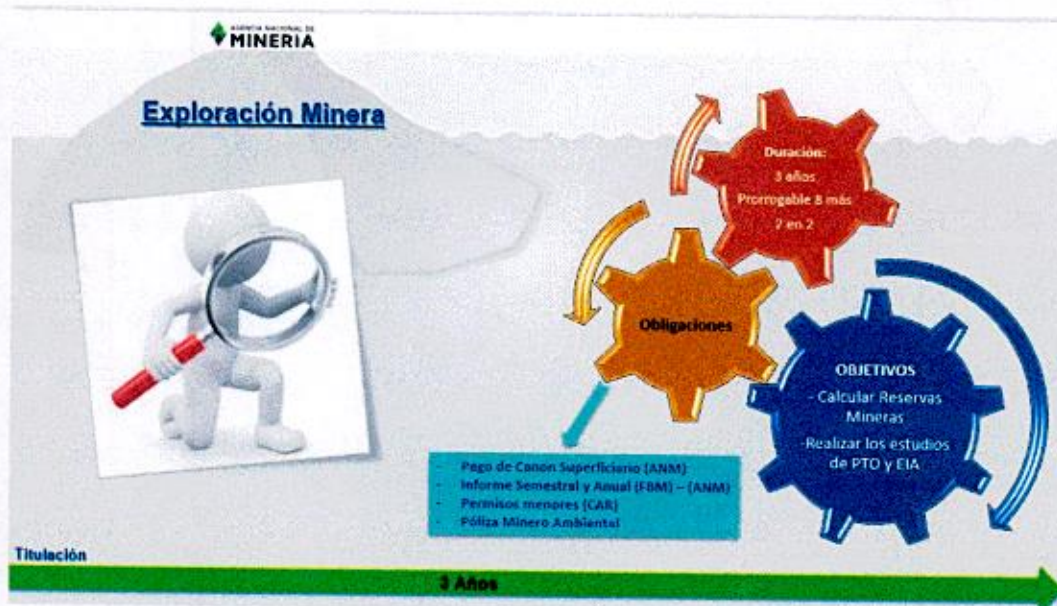 AGENCIA NACIONAL DE
MINERIA
Exploración Minera
Duración:
3 años
Prorrogable 8 más
2 en 2
Obligaciones
OBJETIVOS
- Calcular Reservas
Mineras
-Realizar los estudios
de PTO y EIA
- Pago de Canon Superficiario (ANM)
- Informe Semestral y Anual (FBM) – (ANM)
- Permisos menores (CAR)
- Póliza Minero Ambiental
Titulación
3 Años